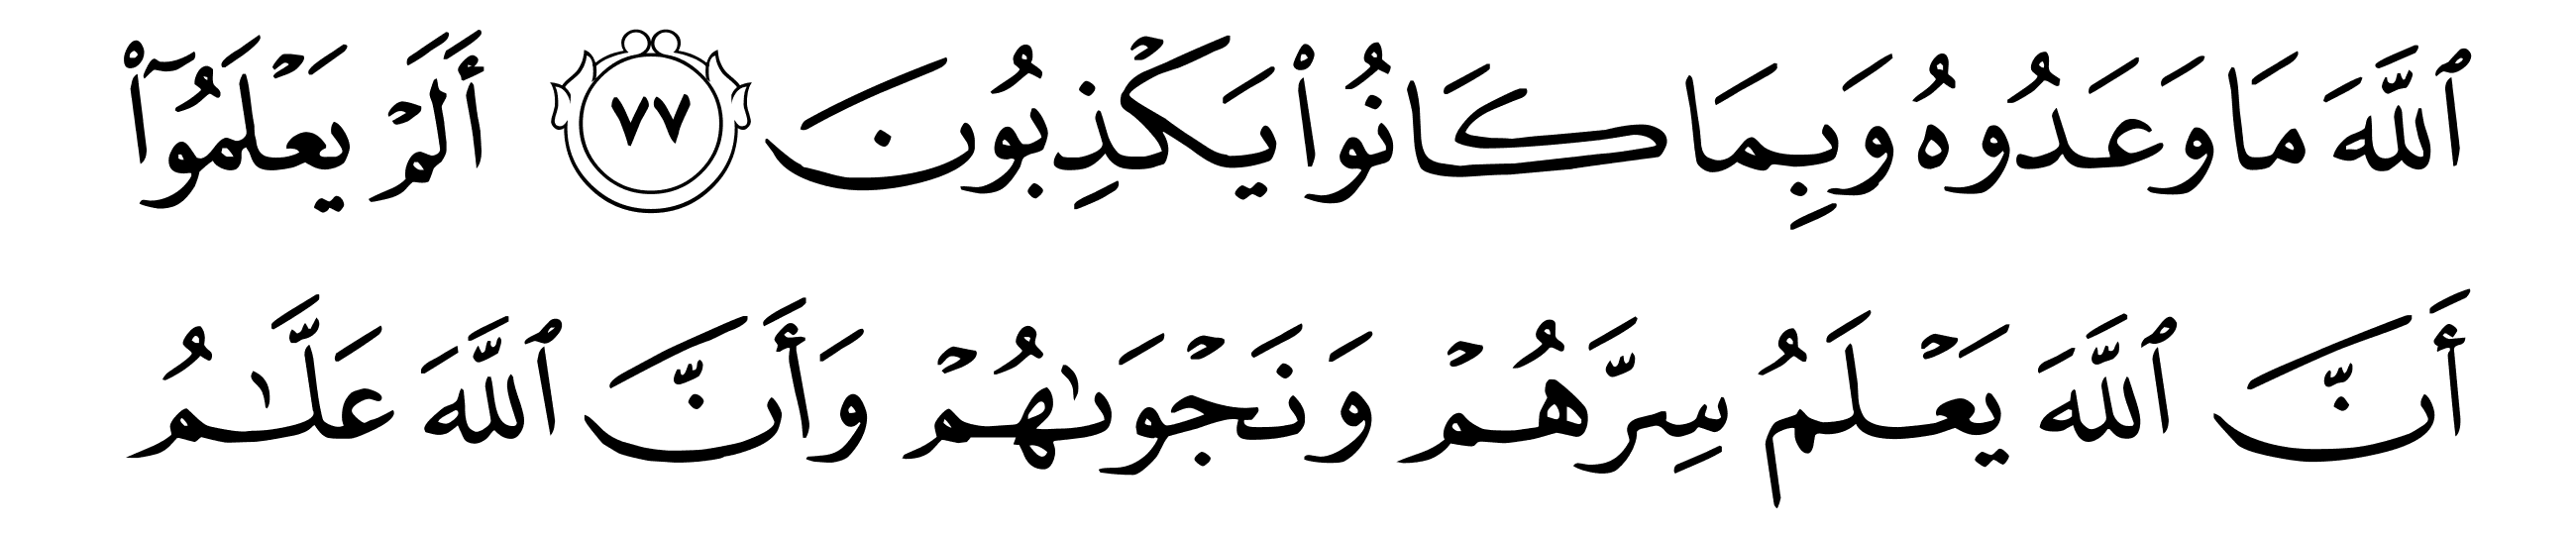 ٱللَّهَ مَا وَعَدُوهُ وَبِمَا كَانُوا۟ يَكْذِبُونَ ٧٧ أَلَمْ يَعْلَمُوٓا۟
أَنَّ ٱللَّهَ يَعْلَمُ سِرَّهُمْ وَنَجْوَىٰهُمْ وَأَنَّ ٱللَّهَ عَلَّـٰمُ